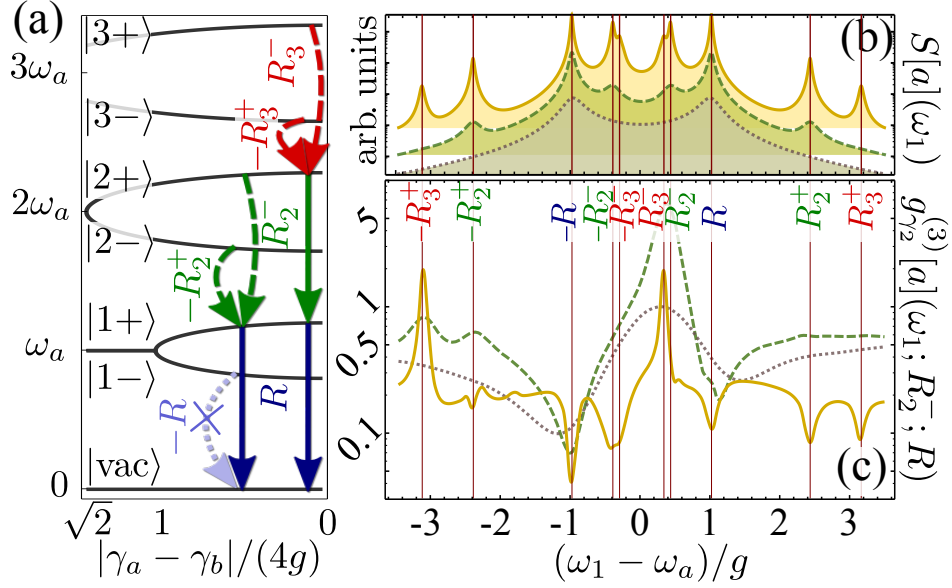 (a)
|3+⟩
3ω_a
|3−⟩
|2+⟩
2ω_a
|2−⟩
|1+⟩
ω_a
|1−⟩
|vac⟩
0
R_3^−
−R_3^+
R_2^−
−R_2^+
−R
R
√2 1 0
|γ_a − γ_b|/(4g)
(b)
arb. units
S[a](ω_1)
−R_3^+ −R_2^+ −R −R_2^− −R_3^− R_3^− R_2^− R R_2^+ R_3^+
(c)
5
1
0.5
0.1
g_{γ_2}^{(3)}[a](ω_1; R_2^−; R)
-3 -2 -1 0 1 2 3
(ω_1 − ω_a)/g